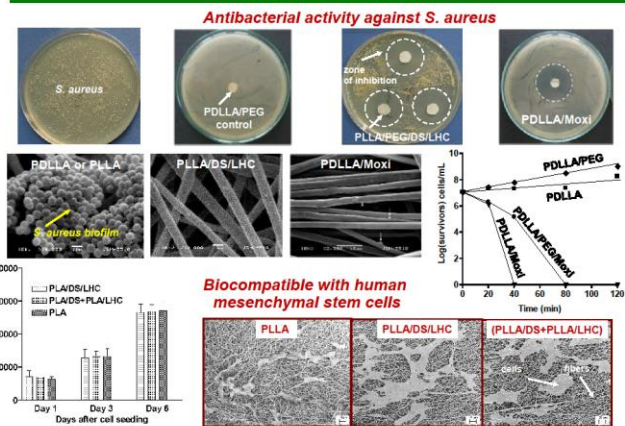 Antibacterial activity against S. aureus
S. aureus
PDLLA/PEG
control
zone
of inhibition
PLLA/PEG/DS/LHC
PDLLA/Moxi
PDLLA or PLLA
S. aureus biofilm
PLLA/DS/LHC
PDLLA/Moxi
Log(survivors) cells/mL
10
8
6
4
2
0
PDLLA/PEG
PDLLA
PDLLA/Moxi
PDLLA/PEG/Moxi
0 20 40 60 80 100 120
Time (min)
PLA/DS/LHC
PLA/DS+PLA/LHC
PLA
Day 1 Day 3 Day 6
Days after cell seeding
Biocompatible with human
mesenchymal stem cells
PLLA
PLLA/DS/LHC
(PLLA/DS+PLLA/LHC)
cells
fibers